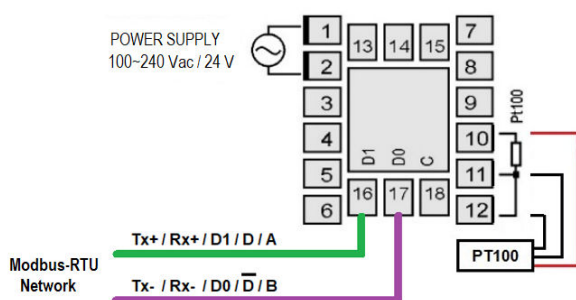 POWER SUPPLY
100~240 Vac / 24 V
1
2
3
4
5
6
13
14
15
7
8
9
10
11
12
Pt100
D1
D0
C
16
17
18
PT100
Tx+ / Rx+ / D1 / D / A
Modbus-RTU
Network
Tx- / Rx- / D0 / D̅ / B